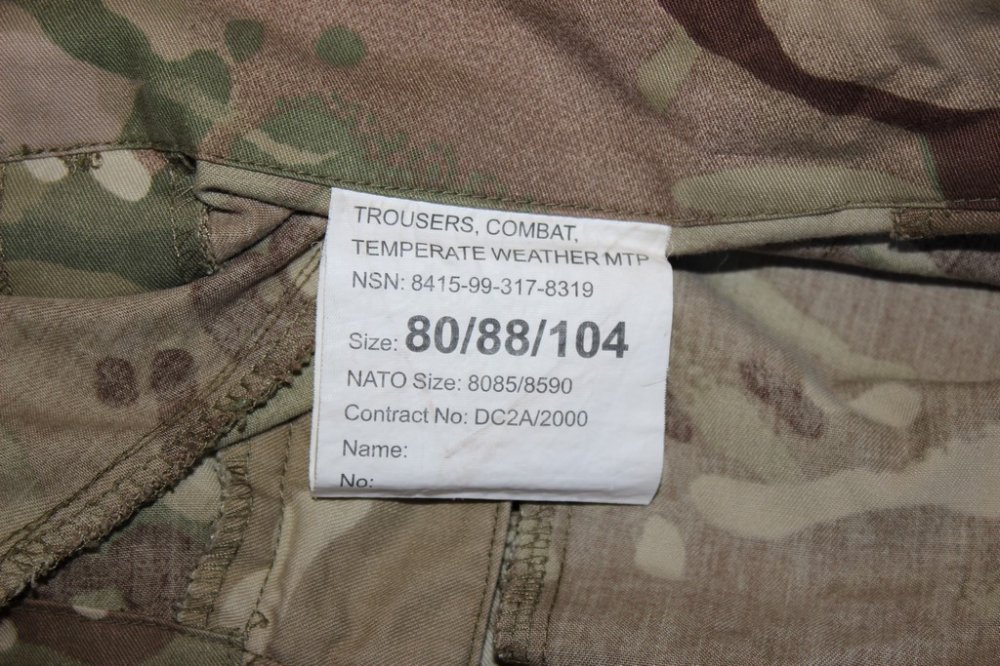 TROUSERS, COMBAT,
TEMPERATE WEATHER MTP
NSN: 8415-99-317-8319
Size: 80/88/104
NATO Size: 8085/8590
Contract No: DC2A/2000
Name:
No: